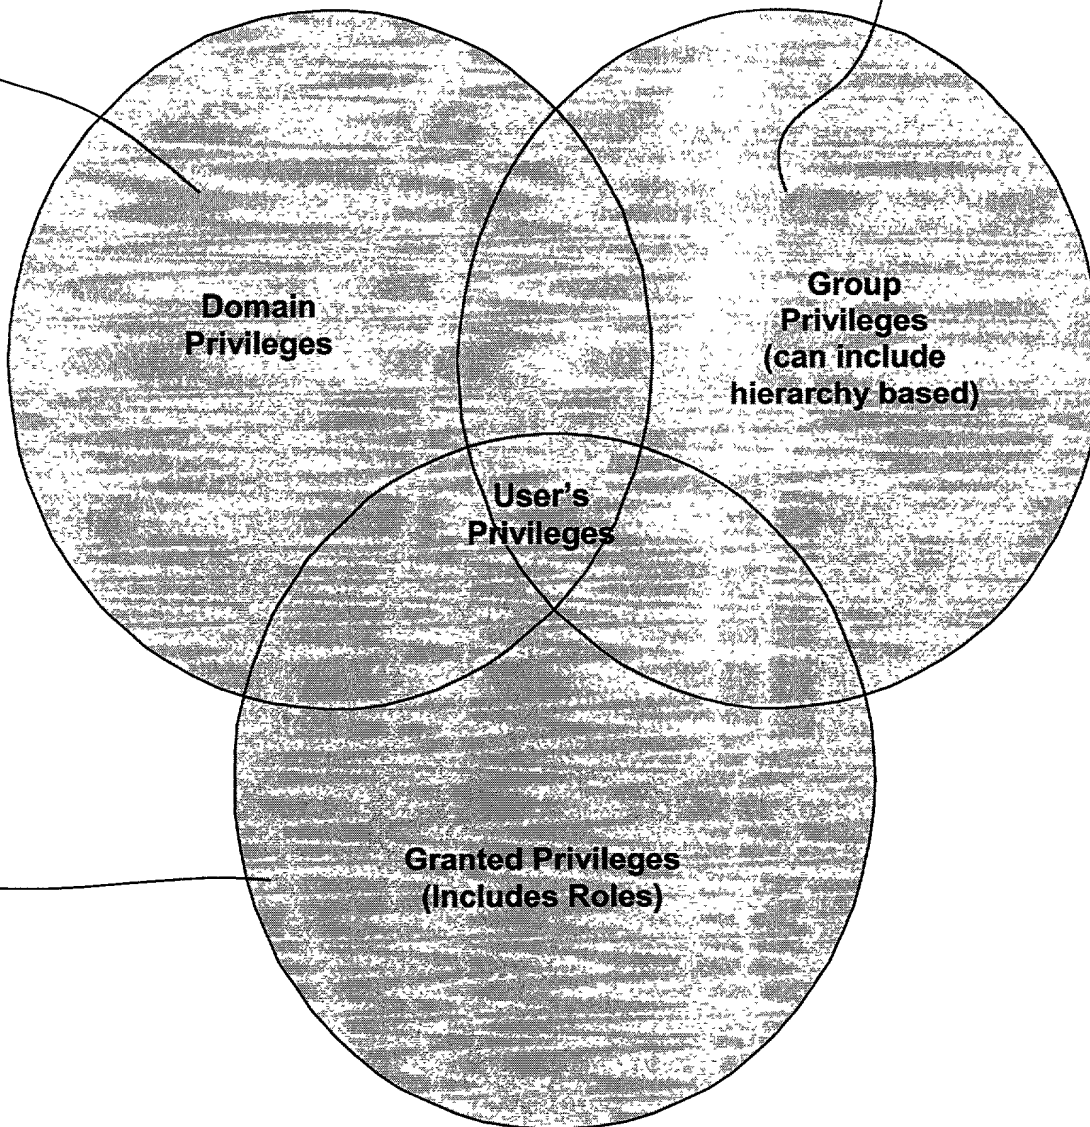 Domain
Privileges
Group
Privileges
(can include
hierarchy based)
User's
Privileges
Granted Privileges
(Includes Roles)